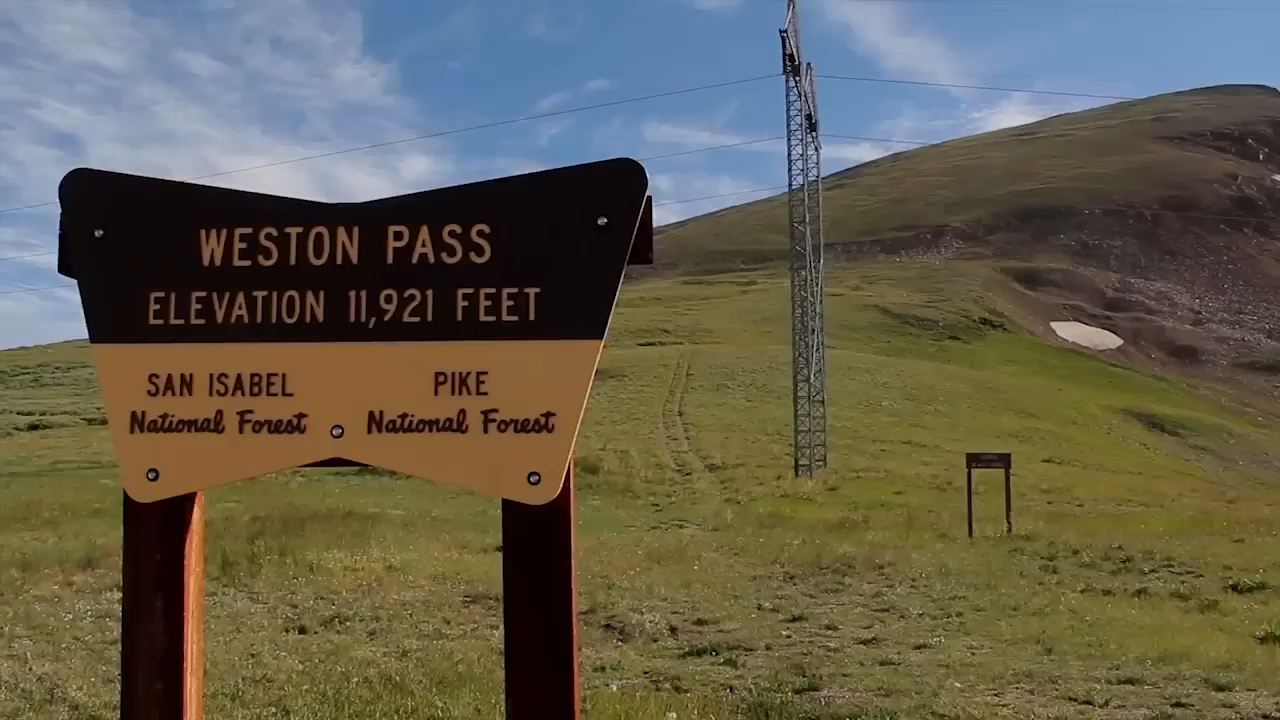 WESTON PASS
ELEVATION 11,921 FEET
SAN ISABEL
National Forest
PIKE
National Forest